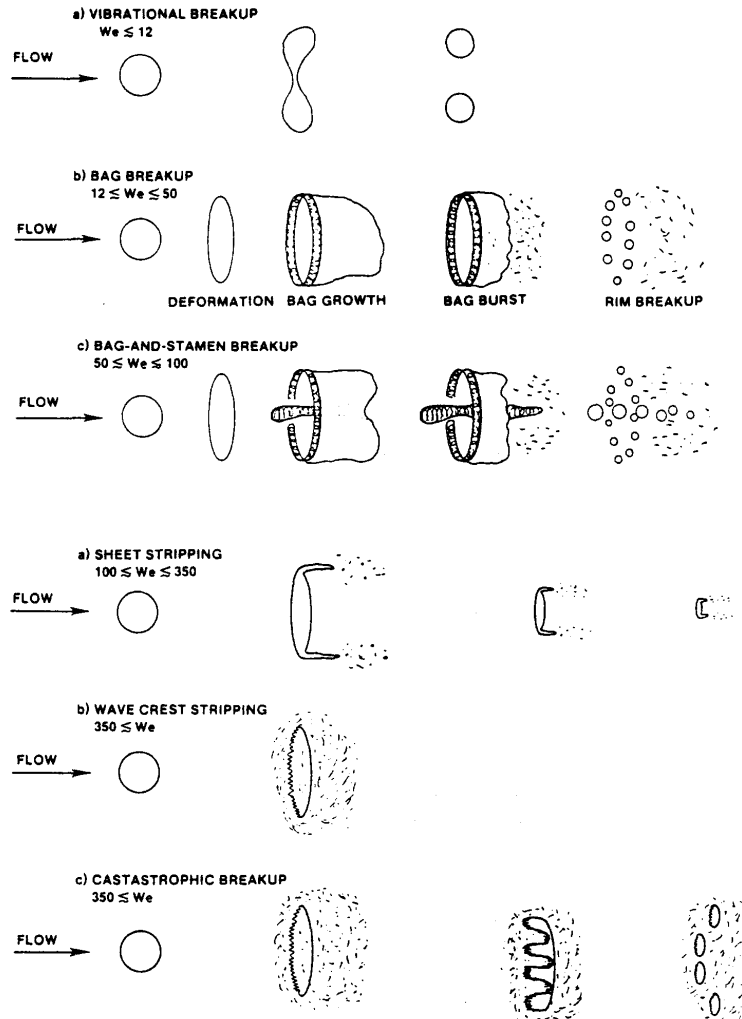 a) VIBRATIONAL BREAKUP
We ≲ 12
FLOW
b) BAG BREAKUP
12 ≲ We ≲ 50
FLOW
DEFORMATION BAG GROWTH BAG BURST RIM BREAKUP
c) BAG-AND-STAMEN BREAKUP
50 ≲ We ≲ 100
FLOW
a) SHEET STRIPPING
100 ≲ We ≲ 350
FLOW
b) WAVE CREST STRIPPING
350 ≲ We
FLOW
c) CASTASTROPHIC BREAKUP
350 ≲ We
FLOW